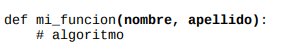 def mi_funcion(nombre, apellido):
    # algoritmo